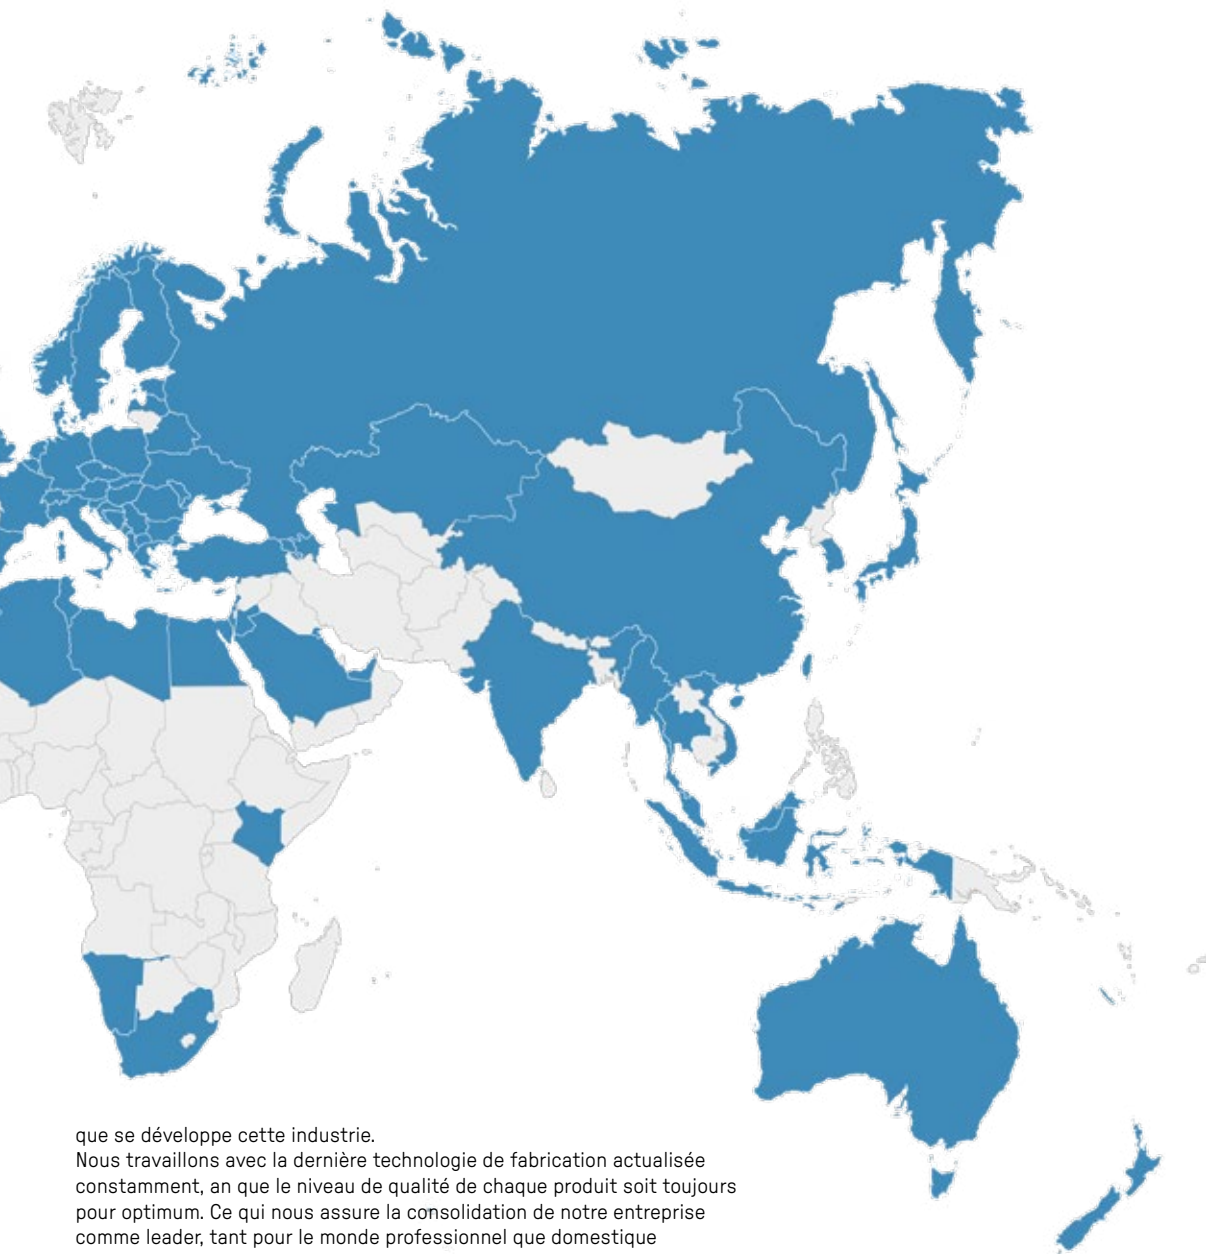 que se développe cette industrie.
Nous travaillons avec la dernière technologie de fabrication actualisée
constamment, an que le niveau de qualité de chaque produit soit toujours
pour optimum. Ce qui nous assure la consolidation de notre entreprise
comme leader, tant pour le monde professionnel que domestique